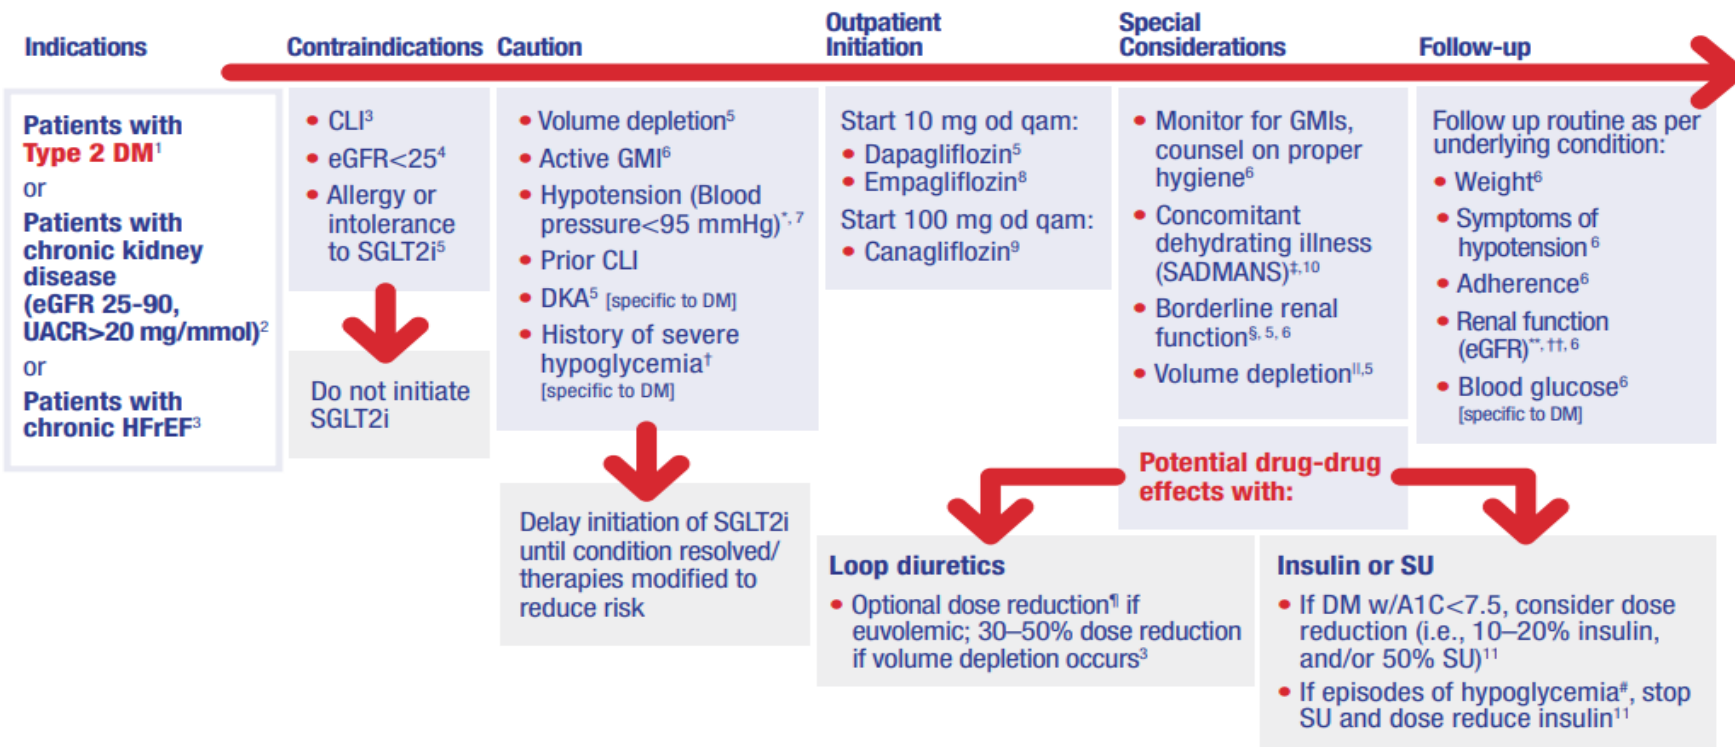 Indications
Contraindications
Caution
Outpatient
Initiation
Special
Considerations
Follow-up
Patients with
Type 2 DM¹
or
Patients with
chronic kidney
disease
(eGFR 25-90,
UACR>20 mg/mmol)²
or
Patients with
chronic HFrEF³
• CLI³
• eGFR<25⁴
• Allergy or
intolerance
to SGLT2i⁵
Do not initiate
SGLT2i
• Volume depletion⁵
• Active GMI⁶
• Hypotension (Blood
pressure<95 mmHg)*, ⁷
• Prior CLI
• DKA⁵ [specific to DM]
• History of severe
hypoglycemia†
[specific to DM]
Delay initiation of SGLT2i
until condition resolved/
therapies modified to
reduce risk
Start 10 mg od qam:
• Dapagliflozin⁵
• Empagliflozin⁸
Start 100 mg od qam:
• Canagliflozin⁹
• Monitor for GMIs,
counsel on proper
hygiene⁶
• Concomitant
dehydrating illness
(SADMANS)‡,¹⁰
• Borderline renal
function§, ⁵, ⁶
• Volume depletion||,⁵
Potential drug-drug
effects with:
Loop diuretics
• Optional dose reduction¶ if
euvolemic; 30–50% dose reduction
if volume depletion occurs³
Insulin or SU
• If DM w/A1C<7.5, consider dose
reduction (i.e., 10–20% insulin,
and/or 50% SU)¹¹
• If episodes of hypoglycemia#, stop
SU and dose reduce insulin¹¹
Follow up routine as per
underlying condition:
• Weight⁶
• Symptoms of
hypotension ⁶
• Adherence⁶
• Renal function
(eGFR)**, ††, ⁶
• Blood glucose⁶
[specific to DM]